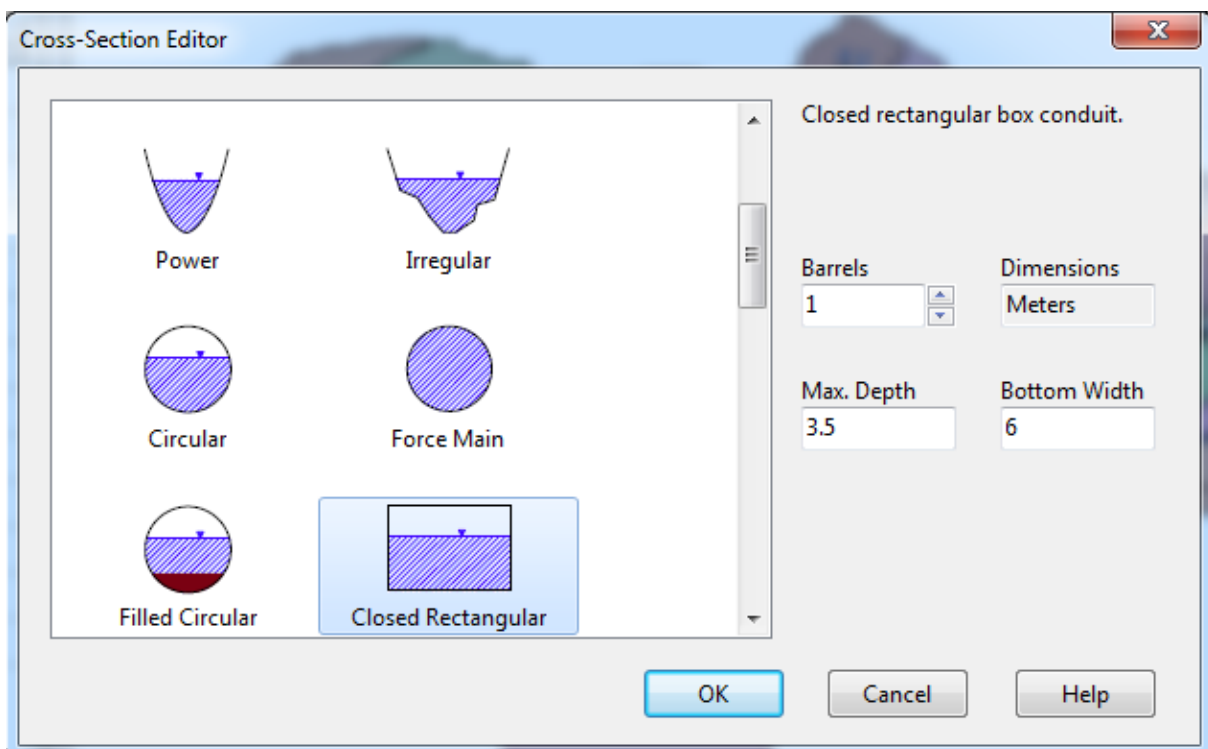 Cross-Section Editor
Closed rectangular box conduit.
Power
Irregular
Barrels
Dimensions
1
Meters
Circular
Force Main
Max. Depth
Bottom Width
3.5
6
Filled Circular
Closed Rectangular
OK
Cancel
Help